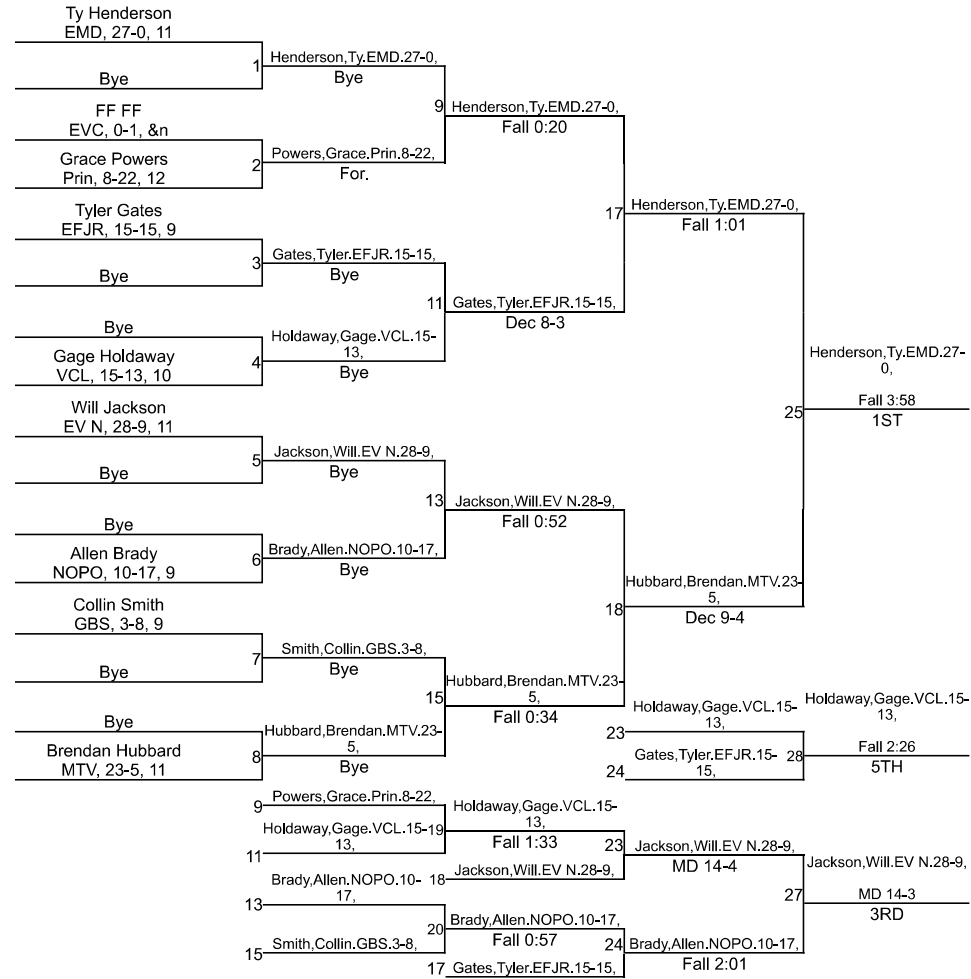 Ty Henderson
EMD, 27-0, 11
1
Henderson,Ty.EMD.27-0,
Bye
Bye
9
Henderson,Ty.EMD.27-0,
Fall 0:20
FF FF
EVC, 0-1, &n
2
Powers,Grace.Prin.8-22,
For.
Grace Powers
Prin, 8-22, 12
17
Henderson,Ty.EMD.27-0,
Fall 1:01
Tyler Gates
EFJR, 15-15, 9
3
Gates,Tyler.EFJR.15-15,
Bye
Bye
11
Gates,Tyler.EFJR.15-15,
Dec 8-3
Bye
4
Holdaway,Gage.VCL.15-
13,
Bye
Gage Holdaway
VCL, 15-13, 10
25
Henderson,Ty.EMD.27-
0,
Fall 3:58
1ST
Will Jackson
EV N, 28-9, 11
5
Jackson,Will.EV N.28-9,
Bye
Bye
13
Jackson,Will.EV N.28-9,
Fall 0:52
Bye
6
Brady,Allen.NOPO.10-17,
Bye
Allen Brady
NOPO, 10-17, 9
18
Hubbard,Brendan.MTV.23-
5,
Dec 9-4
Collin Smith
GBS, 3-8, 9
7
Smith,Collin.GBS.3-8,
Bye
Bye
15
Hubbard,Brendan.MTV.23-
5,
Fall 0:34
Bye
8
Hubbard,Brendan.MTV.23-
5,
Bye
Brendan Hubbard
MTV, 23-5, 11
23
Holdaway,Gage.VCL.15-
13,
24
Gates,Tyler.EFJR.15-
15,
28
Holdaway,Gage.VCL.15-
13,
Fall 2:26
5TH
9
Powers,Grace.Prin.8-22,
11
Holdaway,Gage.VCL.15-
13,
19
Holdaway,Gage.VCL.15-
13,
Fall 1:33
18
Jackson,Will.EV N.28-9,
23
Jackson,Will.EV N.28-9,
MD 14-4
13
Brady,Allen.NOPO.10-
17,
15
Smith,Collin.GBS.3-8,
20
Brady,Allen.NOPO.10-17,
Fall 0:57
17
Gates,Tyler.EFJR.15-15,
24
Brady,Allen.NOPO.10-17,
Fall 2:01
27
Jackson,Will.EV N.28-9,
MD 14-3
3RD